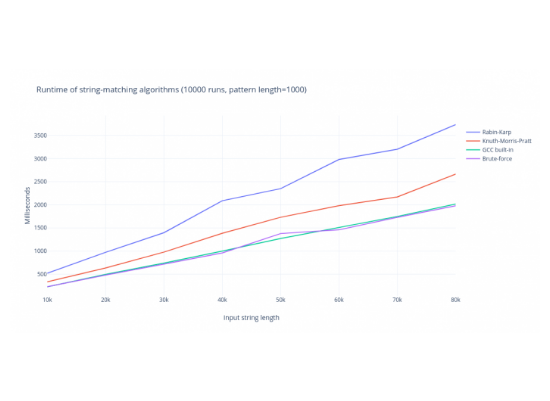 Runtime of string-matching algorithms (10000 runs, pattern length=1000)
3500
3000
2500
2000
1500
1000
500
Milliseconds
10k 20k 30k 40k 50k 60k 70k 80k
Input string length
Rabin-Karp
Knuth-Morris-Pratt
GCC built-in
Brute-force